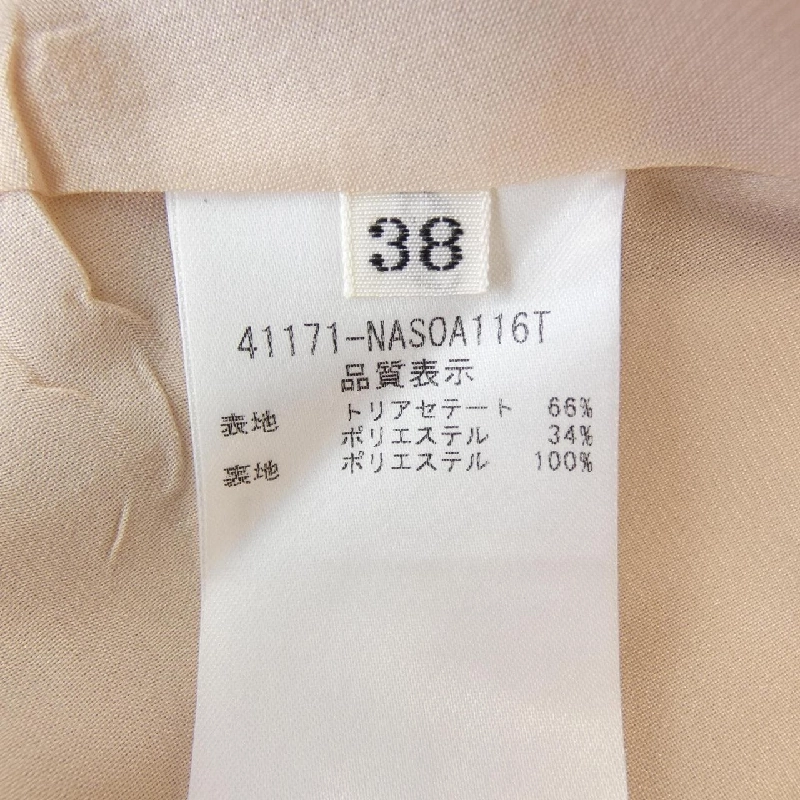 38
41171-NASOA116T
品質表示
表地 トリアセテート 66%
ポリエステル 34%
裏地 ポリエステル 100%